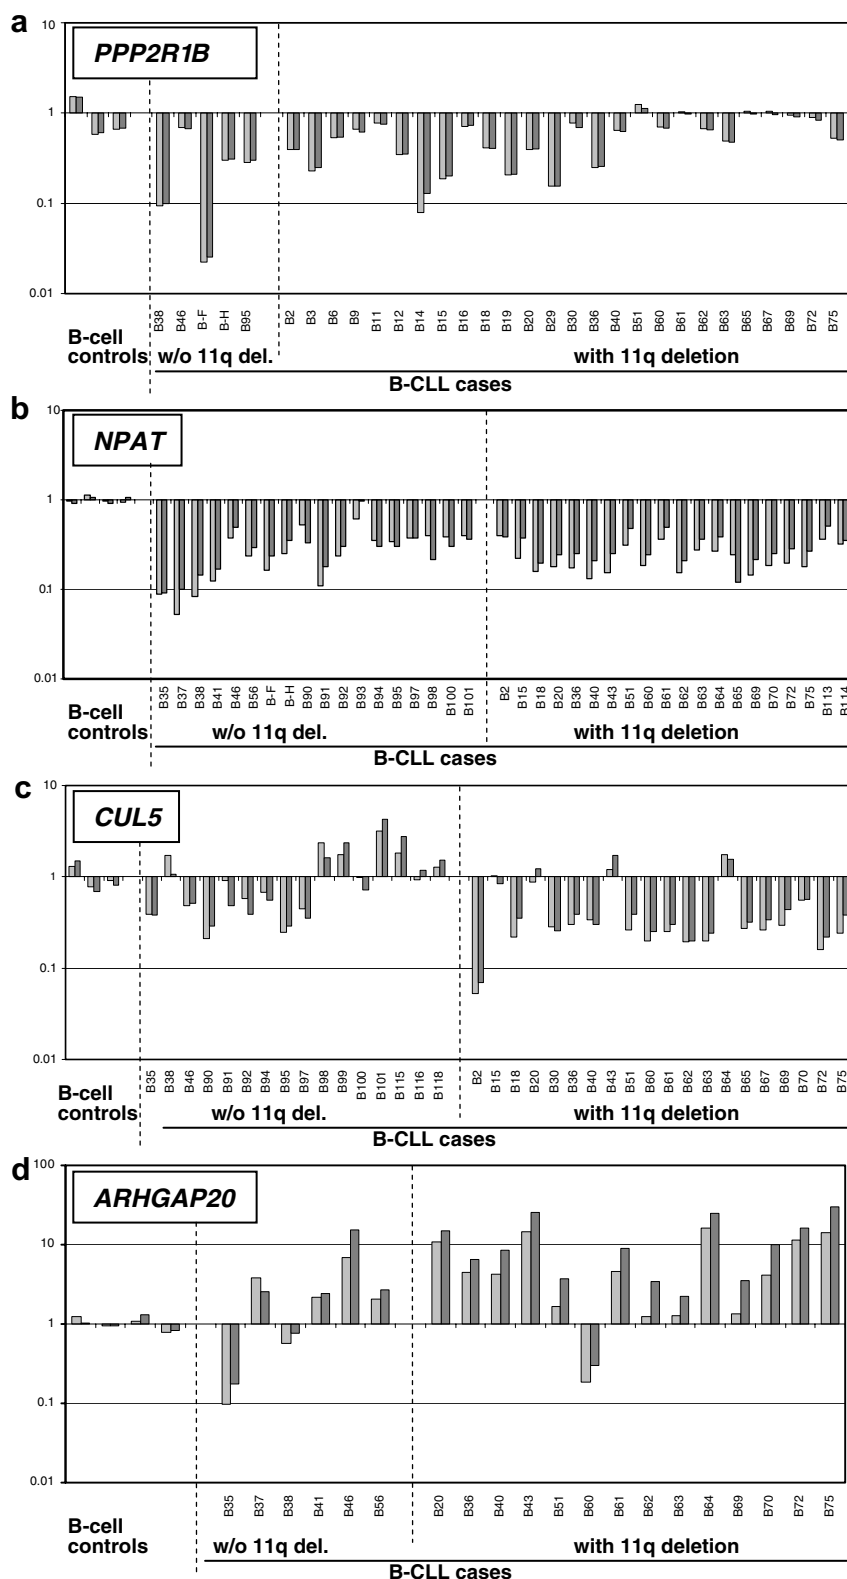 a
PPP2R1B
10
1
0.1
0.01
B38 B46 B-F B-H B95 B2 B3 B6 B9 B11 B12 B14 B15 B16 B18 B19 B20 B29 B30 B36 B40 B51 B60 B61 B62 B63 B65 B67 B69 B72 B75
B-cell controls
w/o 11q del.
with 11q deletion
B-CLL cases
b
NPAT
10
1
0.1
0.01
B35 B37 B38 B41 B46 B56 B-F B-H B90 B91 B92 B93 B94 B95 B97 B98 B100 B101 B2 B15 B18 B20 B36 B40 B43 B51 B60 B61 B62 B63 B64 B65 B69 B70 B72 B75 B113 B114
B-cell controls
w/o 11q del.
with 11q deletion
B-CLL cases
c
CUL5
10
1
0.1
0.01
B35 B38 B46 B90 B91 B92 B94 B95 B97 B98 B99 B100 B101 B115 B116 B118 B2 B15 B18 B20 B30 B36 B40 B43 B51 B60 B61 B62 B63 B64 B65 B67 B69 B70 B72 B75
B-cell controls
w/o 11q del.
with 11q deletion
B-CLL cases
d
ARHGAP20
100
10
1
0.1
0.01
B35 B37 B38 B41 B46 B56 B20 B36 B40 B43 B51 B60 B61 B62 B63 B64 B69 B70 B72 B75
B-cell controls
w/o 11q del.
with 11q deletion
B-CLL cases